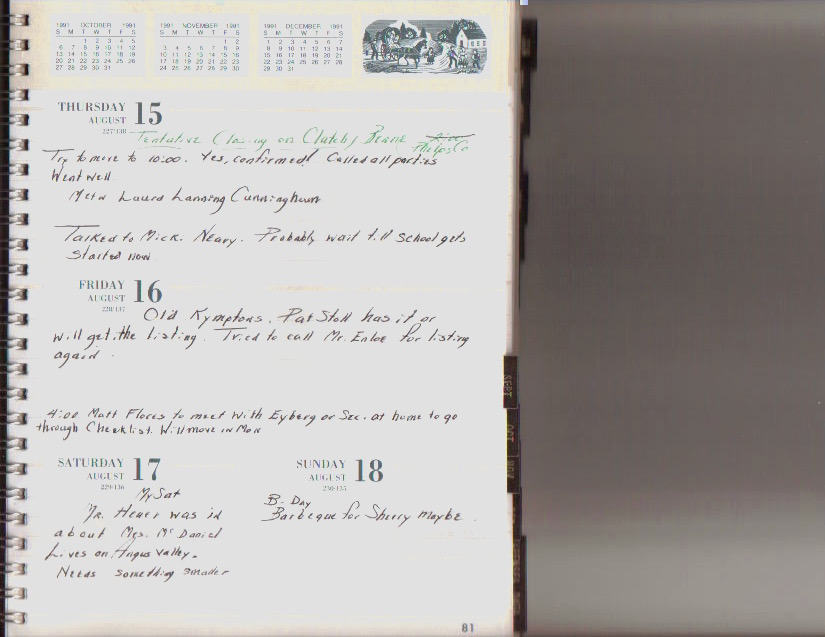 1991 OCTOBER 1991
S M T W T F S
1 2 3 4 5
6 7 8 9 10 11 12
13 14 15 16 17 18 19
20 21 22 23 24 25 26
27 28 29 30 31
1991 NOVEMBER 1991
S M T W T F S
1 2
3 4 5 6 7 8 9
10 11 12 13 14 15 16
17 18 19 20 21 22 23
24 25 26 27 28 29 30
1991 DECEMBER 1991
S M T W T F S
1 2 3 4 5 6 7
8 9 10 11 12 13 14
15 16 17 18 19 20 21
22 23 24 25 26 27 28
29 30 31
THURSDAY 15
AUGUST
227/138
Tentative Closing on Clutch/Beane
Phelps Co
Try to move to 10:00. Yes, confirmed! Called all parties
Went well
Met w Laura Lanning Cunningham
Talked to Mick. Neary. Probably wait till school gets
started now
FRIDAY 16
AUGUST
228/137
Old Kymptons. Pat Stoll has it or
will get the listing. Tried to call Mr. Enloe for listing
again.
4:00 Matt Flores to meet with Eyberg or Sec. at home to go
through Checklist. Will move in Mon
SATURDAY 17
AUGUST
229/136
My Sat
Mr. Heuer was in
about Mrs. McDaniel
Lives on Angus Valley.
Needs something smaller
SUNDAY 18
AUGUST
230/135
B-Day
Barbeque for Sherry maybe.
SEPT
OCT
NOV
81